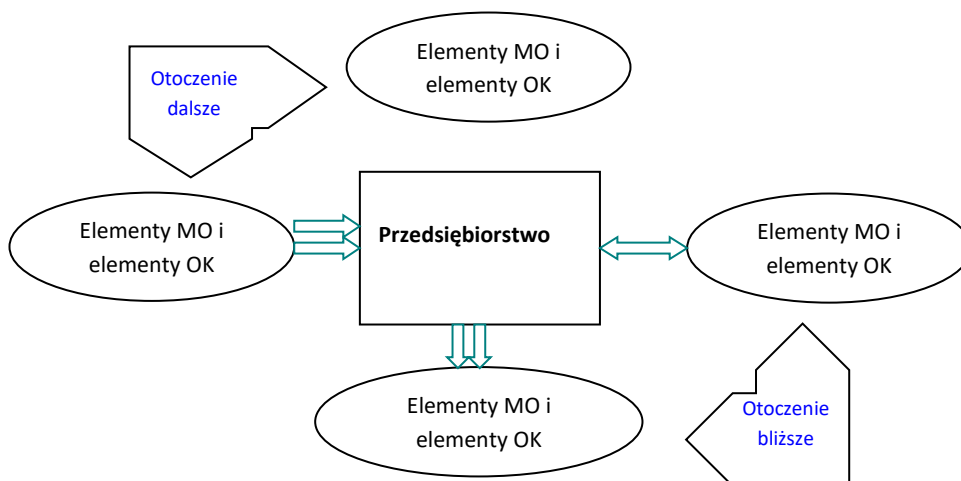 Elementy MO i
elementy OK
Otoczenie
dalsze
Elementy MO i
elementy OK
Przedsiębiorstwo
Elementy MO i
elementy OK
Elementy MO i
elementy OK
Otoczenie
bliższe